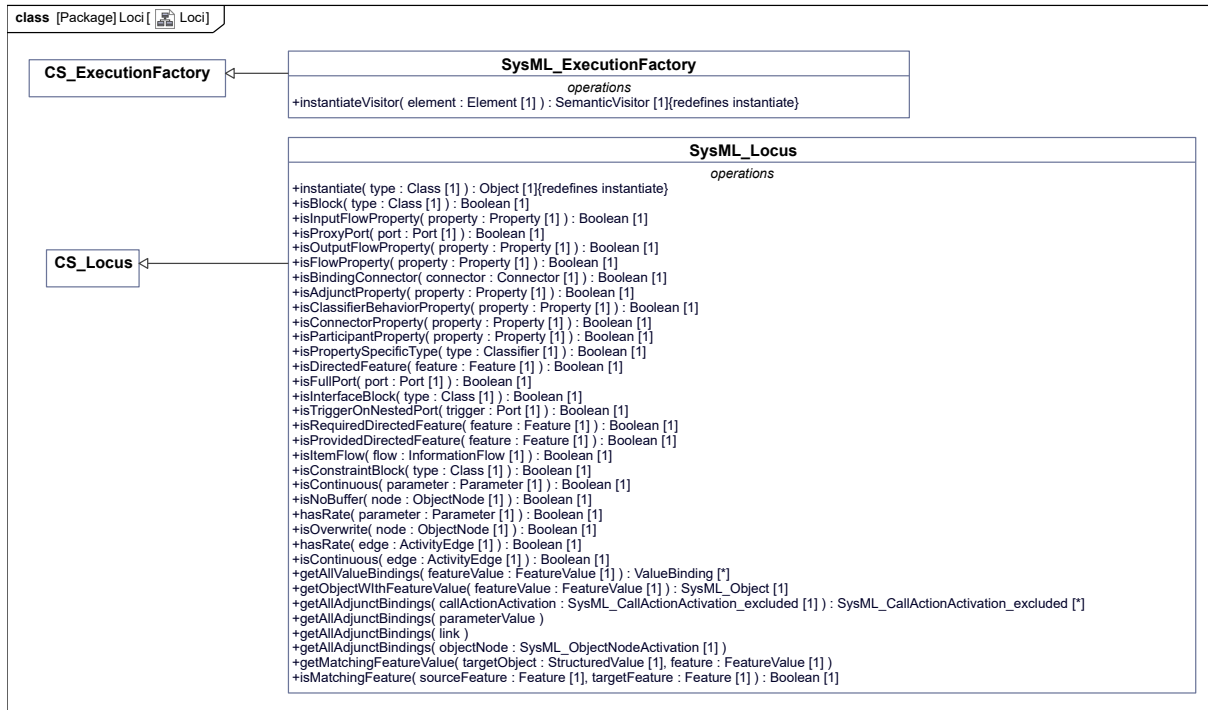 class [Package] Loci [ Loci]
CS_ExecutionFactory
SysML_ExecutionFactory
operations
+instantiateVisitor( element : Element [1] ) : SemanticVisitor [1]{redefines instantiate}
SysML_Locus
operations
+instantiate( type : Class [1] ) : Object [1]{redefines instantiate}
+isBlock( type : Class [1] ) : Boolean [1]
+isInputFlowProperty( property : Property [1] ) : Boolean [1]
+isProxyPort( port : Port [1] ) : Boolean [1]
+isOutputFlowProperty( property : Property [1] ) : Boolean [1]
CS_Locus
+isFlowProperty( property : Property [1] ) : Boolean [1]
+isBindingConnector( connector : Connector [1] ) : Boolean [1]
+isAdjunctProperty( property : Property [1] ) : Boolean [1]
+isClassifierBehaviorProperty( property : Property [1] ) : Boolean [1]
+isConnectorProperty( property : Property [1] ) : Boolean [1]
+isParticipantProperty( property : Property [1] ) : Boolean [1]
+isPropertySpecificType( type : Classifier [1] ) : Boolean [1]
+isDirectedFeature( feature : Feature [1] ) : Boolean [1]
+isFullPort( port : Port [1] ) : Boolean [1]
+isInterfaceBlock( type : Class [1] ) : Boolean [1]
+isTriggerOnNestedPort( trigger : Port [1] ) : Boolean [1]
+isRequiredDirectedFeature( feature : Feature [1] ) : Boolean [1]
+isProvidedDirectedFeature( feature : Feature [1] ) : Boolean [1]
+isItemFlow( flow : InformationFlow [1] ) : Boolean [1]
+isConstraintBlock( type : Class [1] ) : Boolean [1]
+isContinuous( parameter : Parameter [1] ) : Boolean [1]
+isNoBuffer( node : ObjectNode [1] ) : Boolean [1]
+hasRate( parameter : Parameter [1] ) : Boolean [1]
+isOverwrite( node : ObjectNode [1] ) : Boolean [1]
+hasRate( edge : ActivityEdge [1] ) : Boolean [1]
+isContinuous( edge : ActivityEdge [1] ) : Boolean [1]
+getAllValueBindings( featureValue : FeatureValue [1] ) : ValueBinding [*]
+getObjectWIthFeatureValue( featureValue : FeatureValue [1] ) : SysML_Object [1]
+getAllAdjunctBindings( callActionActivation : SysML_CallActionActivation_excluded [1] ) : SysML_CallActionActivation_excluded [*]
+getAllAdjunctBindings( parameterValue )
+getAllAdjunctBindings( link )
+getAllAdjunctBindings( objectNode : SysML_ObjectNodeActivation [1] )
+getMatchingFeatureValue( targetObject : StructuredValue [1], feature : FeatureValue [1] )
+isMatchingFeature( sourceFeature : Feature [1], targetFeature : Feature [1] ) : Boolean [1]